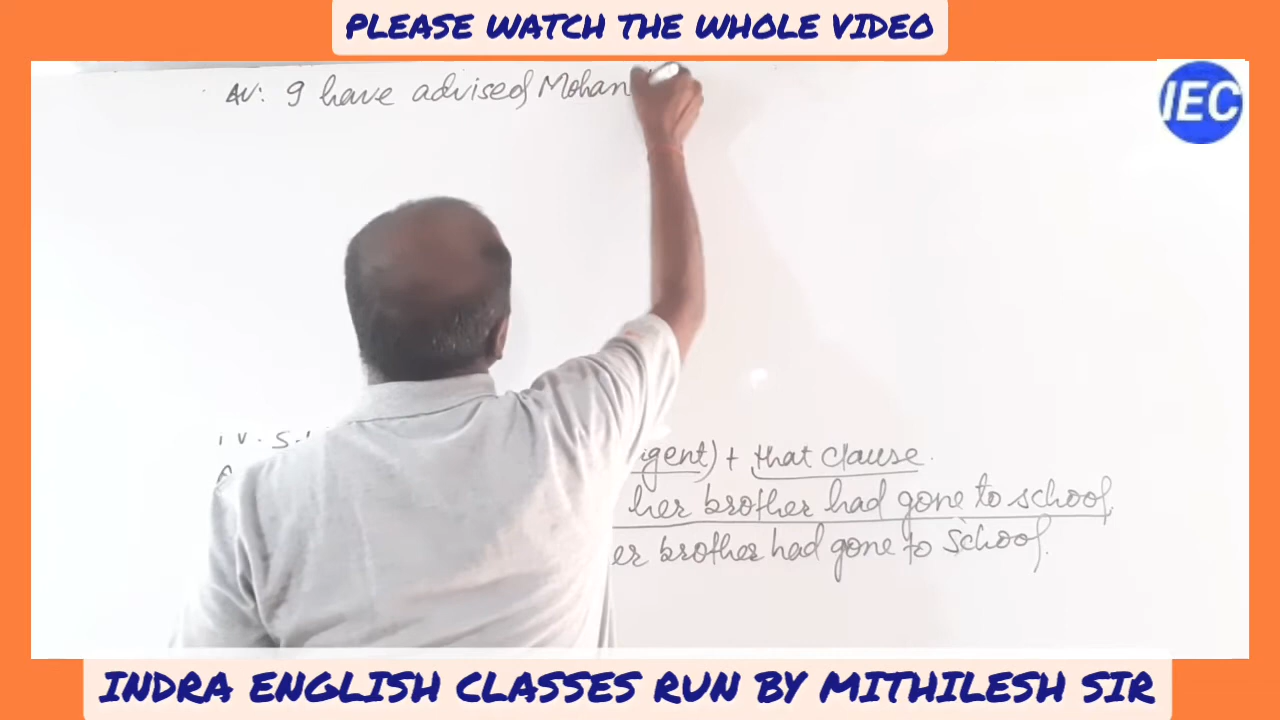 PLEASE WATCH THE WHOLE VIDEO
IEC
AV: I have advised Mohan
igent) + that clause.
her brother had gone to school.
er brother had gone to school.
INDRA ENGLISH CLASSES RUN BY MITHILESH SIR